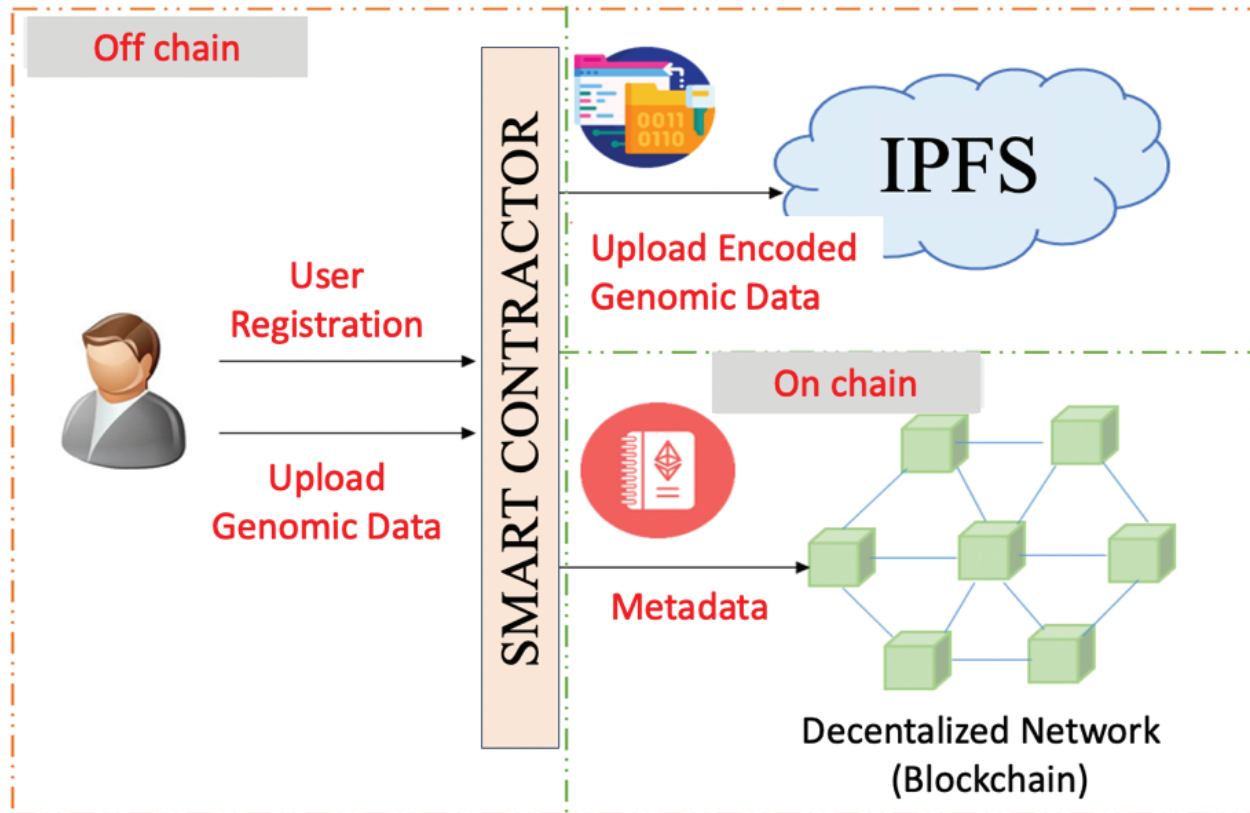 Off chain
SMART CONTRACTOR
0011
0110
IPFS
Upload Encoded
Genomic Data
User
Registration
Upload
Genomic Data
On chain
Metadata
Decentalized Network
(Blockchain)